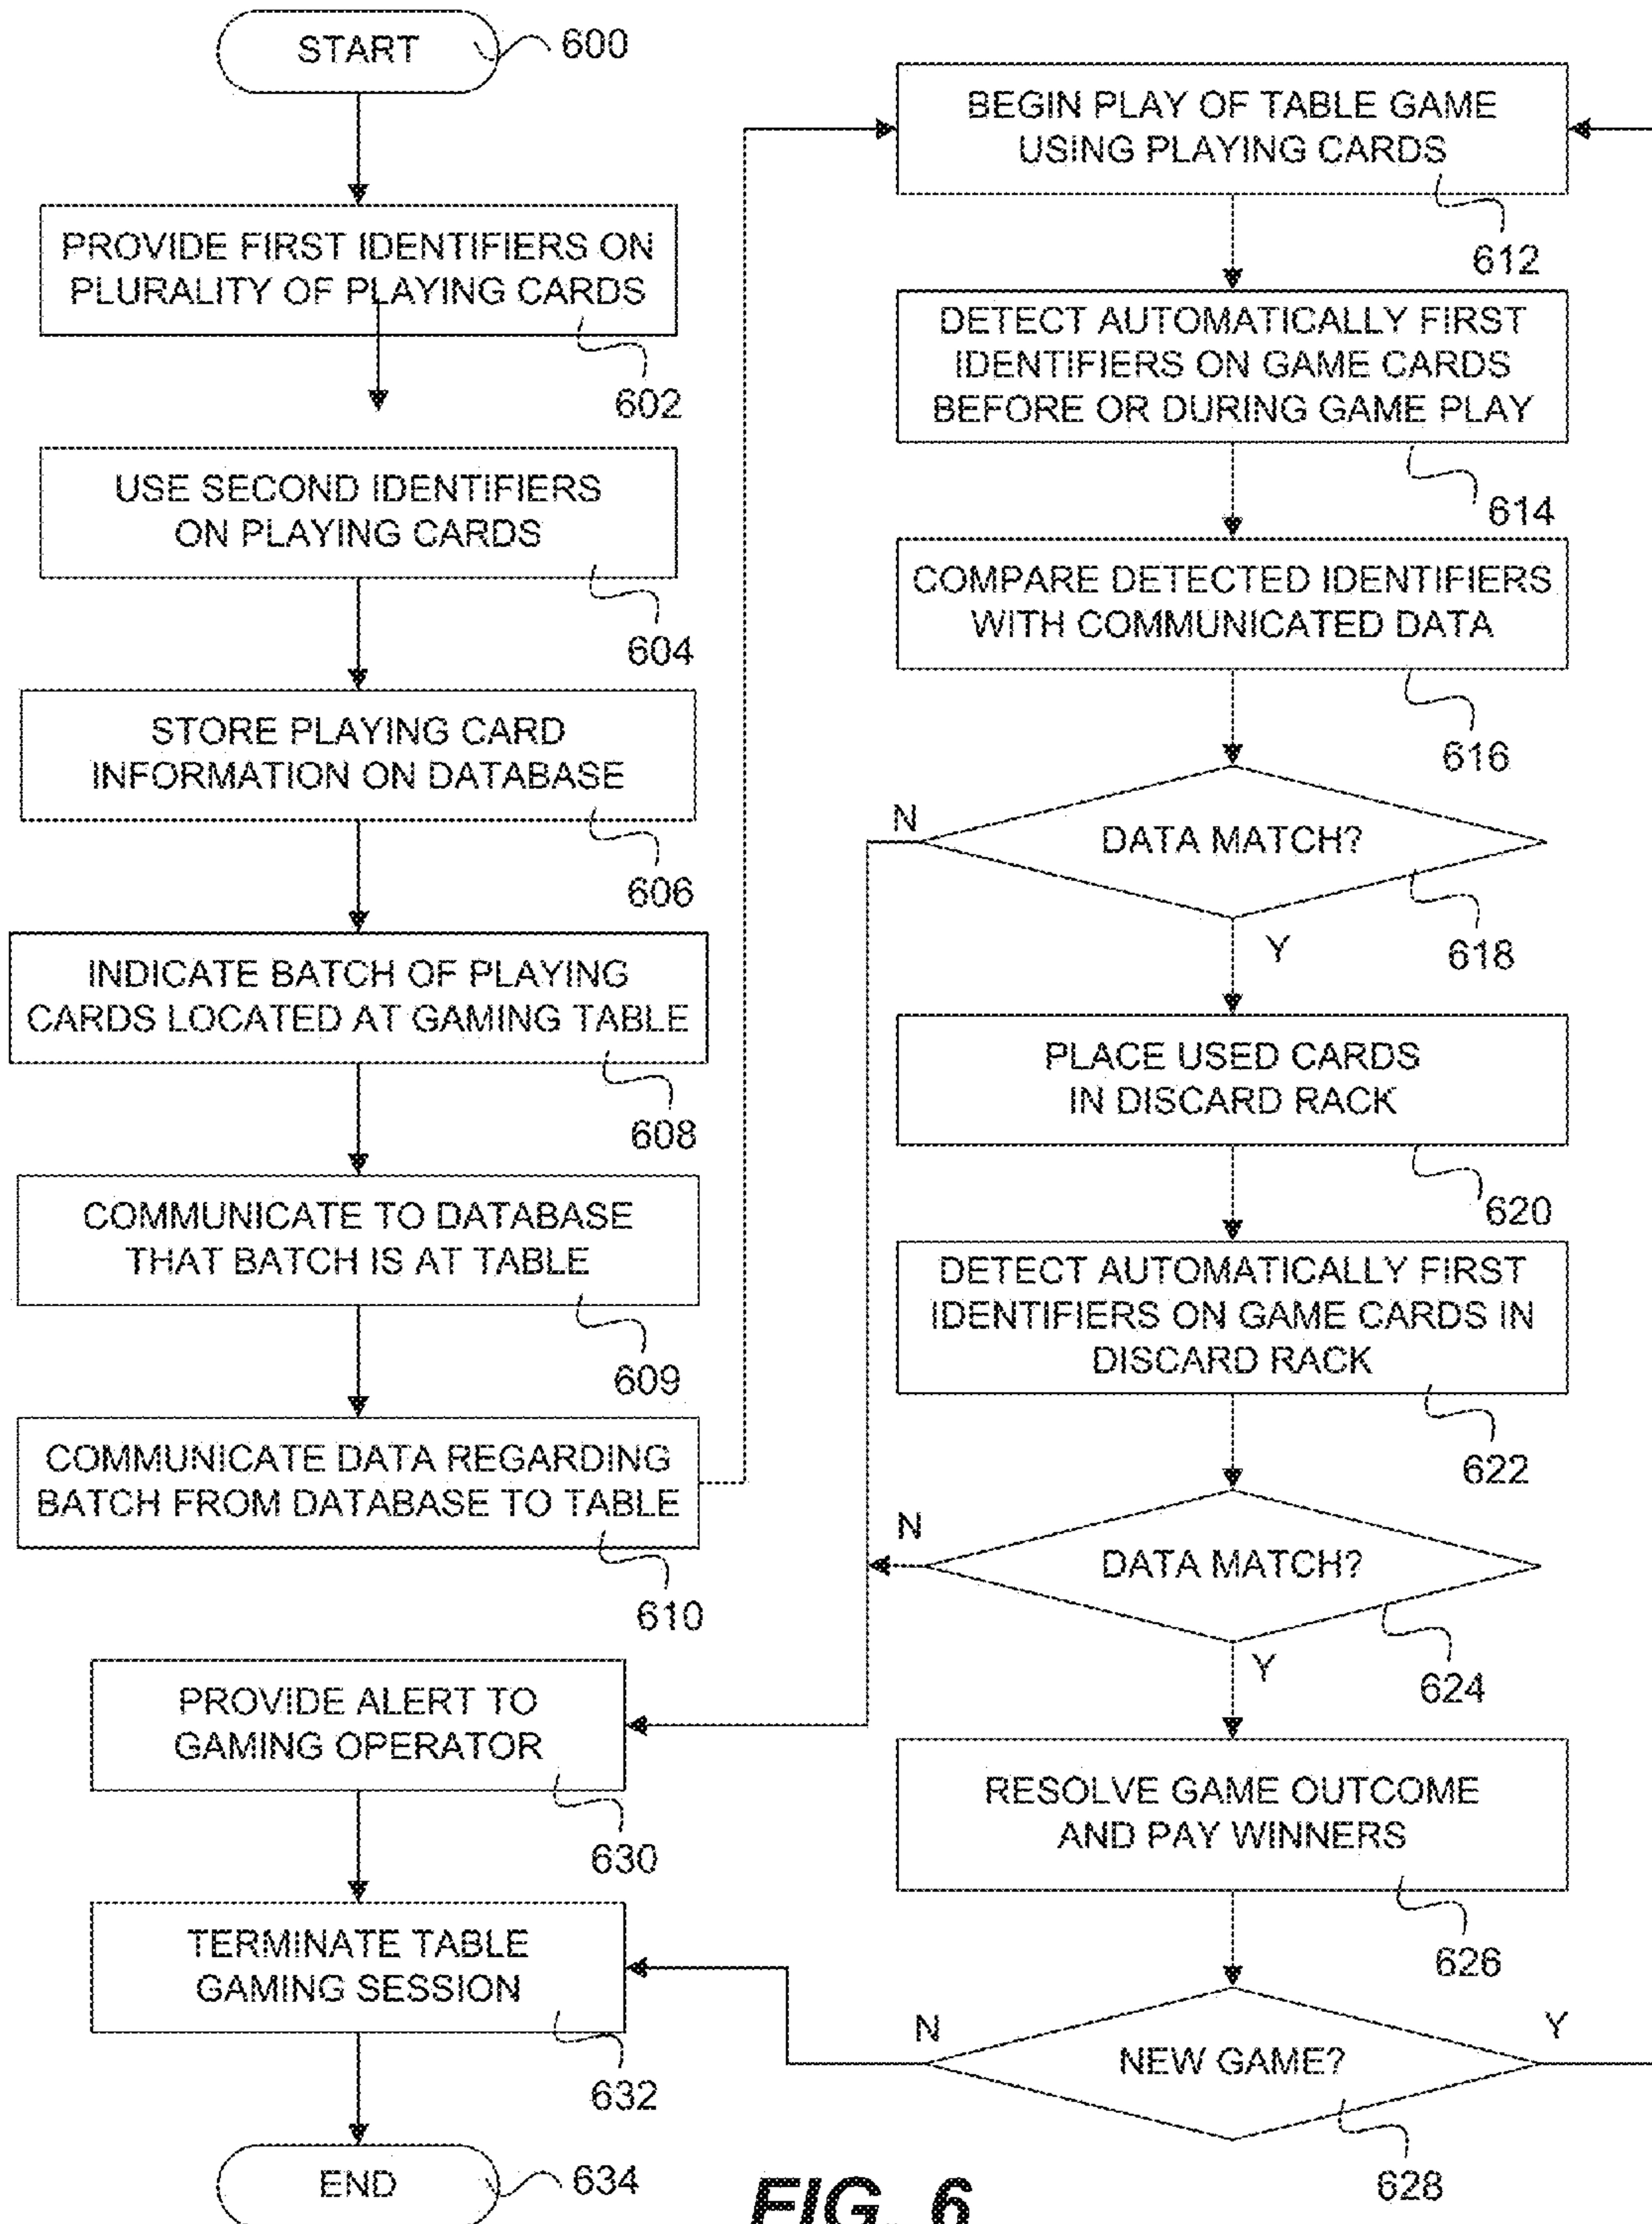 START
600
PROVIDE FIRST IDENTIFIERS ON
PLURALITY OF PLAYING CARDS
602
USE SECOND IDENTIFIERS
ON PLAYING CARDS
604
STORE PLAYING CARD
INFORMATION ON DATABASE
606
INDICATE BATCH OF PLAYING
CARDS LOCATED AT GAMING TABLE
608
COMMUNICATE TO DATABASE
THAT BATCH IS AT TABLE
609
COMMUNICATE DATA REGARDING
BATCH FROM DATABASE TO TABLE
610
BEGIN PLAY OF TABLE GAME
USING PLAYING CARDS
612
DETECT AUTOMATICALLY FIRST
IDENTIFIERS ON GAME CARDS
BEFORE OR DURING GAME PLAY
614
COMPARE DETECTED IDENTIFIERS
WITH COMMUNICATED DATA
616
N
DATA MATCH?
618
Y
PLACE USED CARDS
IN DISCARD RACK
620
DETECT AUTOMATICALLY FIRST
IDENTIFIERS ON GAME CARDS IN
DISCARD RACK
622
N
DATA MATCH?
624
Y
RESOLVE GAME OUTCOME
AND PAY WINNERS
626
N
NEW GAME?
Y
628
PROVIDE ALERT TO
GAMING OPERATOR
630
TERMINATE TABLE
GAMING SESSION
632
END
634
FIG. 6